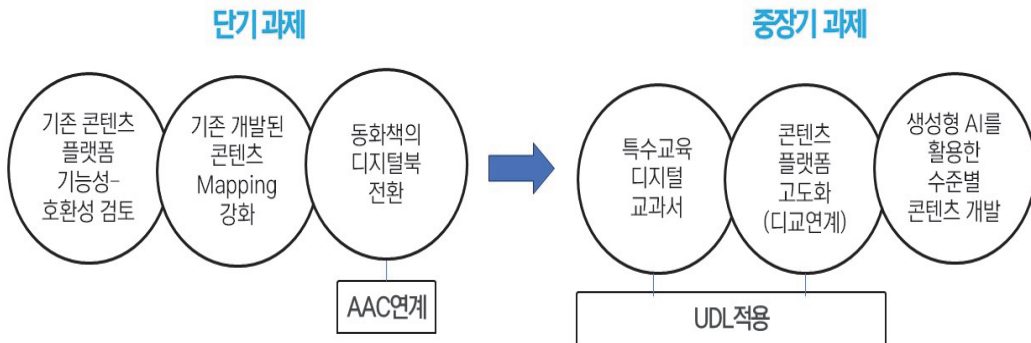 단기 과제
기존 콘텐츠
플랫폼
기능성-
호환성 검토
기존 개발된
콘텐츠
Mapping
강화
동화책의
디지털북
전환
AAC연계
중장기 과제
특수교육
디지털
교과서
콘텐츠
플랫폼
고도화
(디교연계)
생성형 AI를
활용한
수준별
콘텐츠 개발
UDL적용